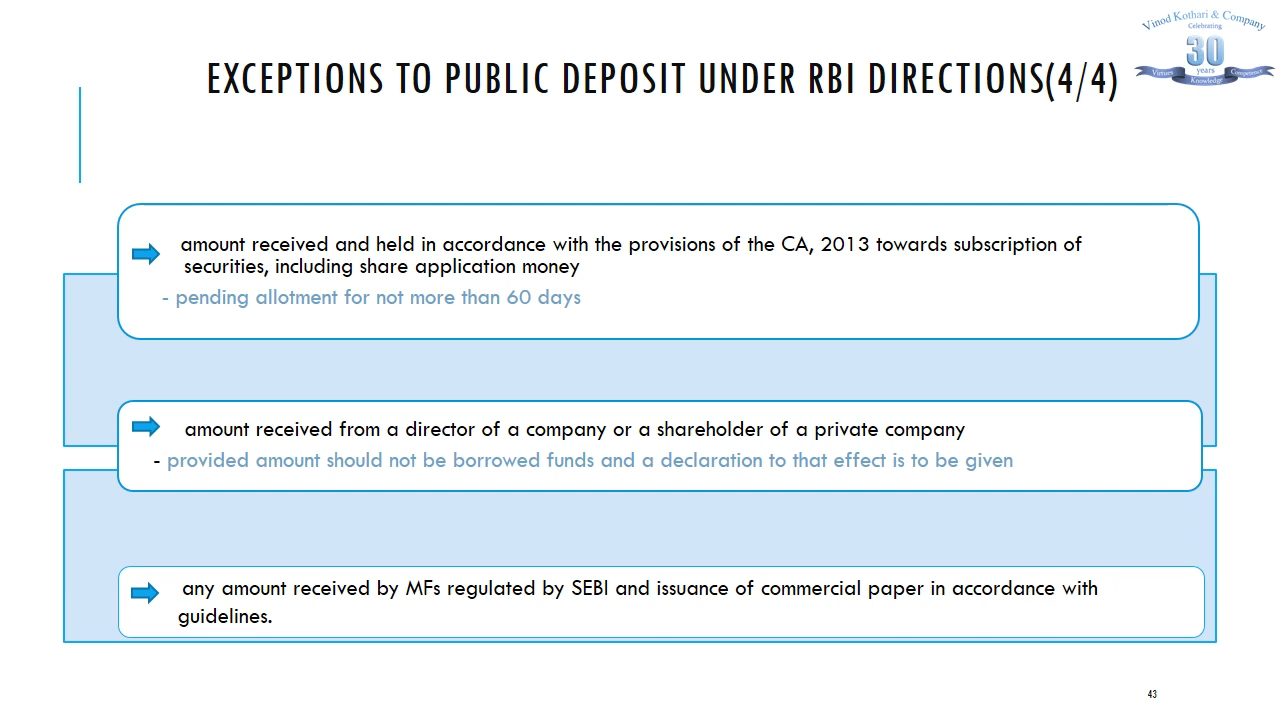 Vinod Kothari & Company
Celebrating
30
years
Virtues Knowledge Competence
EXCEPTIONS TO PUBLIC DEPOSIT UNDER RBI DIRECTIONS(4/4)
amount received and held in accordance with the provisions of the CA, 2013 towards subscription of
securities, including share application money
- pending allotment for not more than 60 days
amount received from a director of a company or a shareholder of a private company
- provided amount should not be borrowed funds and a declaration to that effect is to be given
any amount received by MFs regulated by SEBI and issuance of commercial paper in accordance with
guidelines.
43